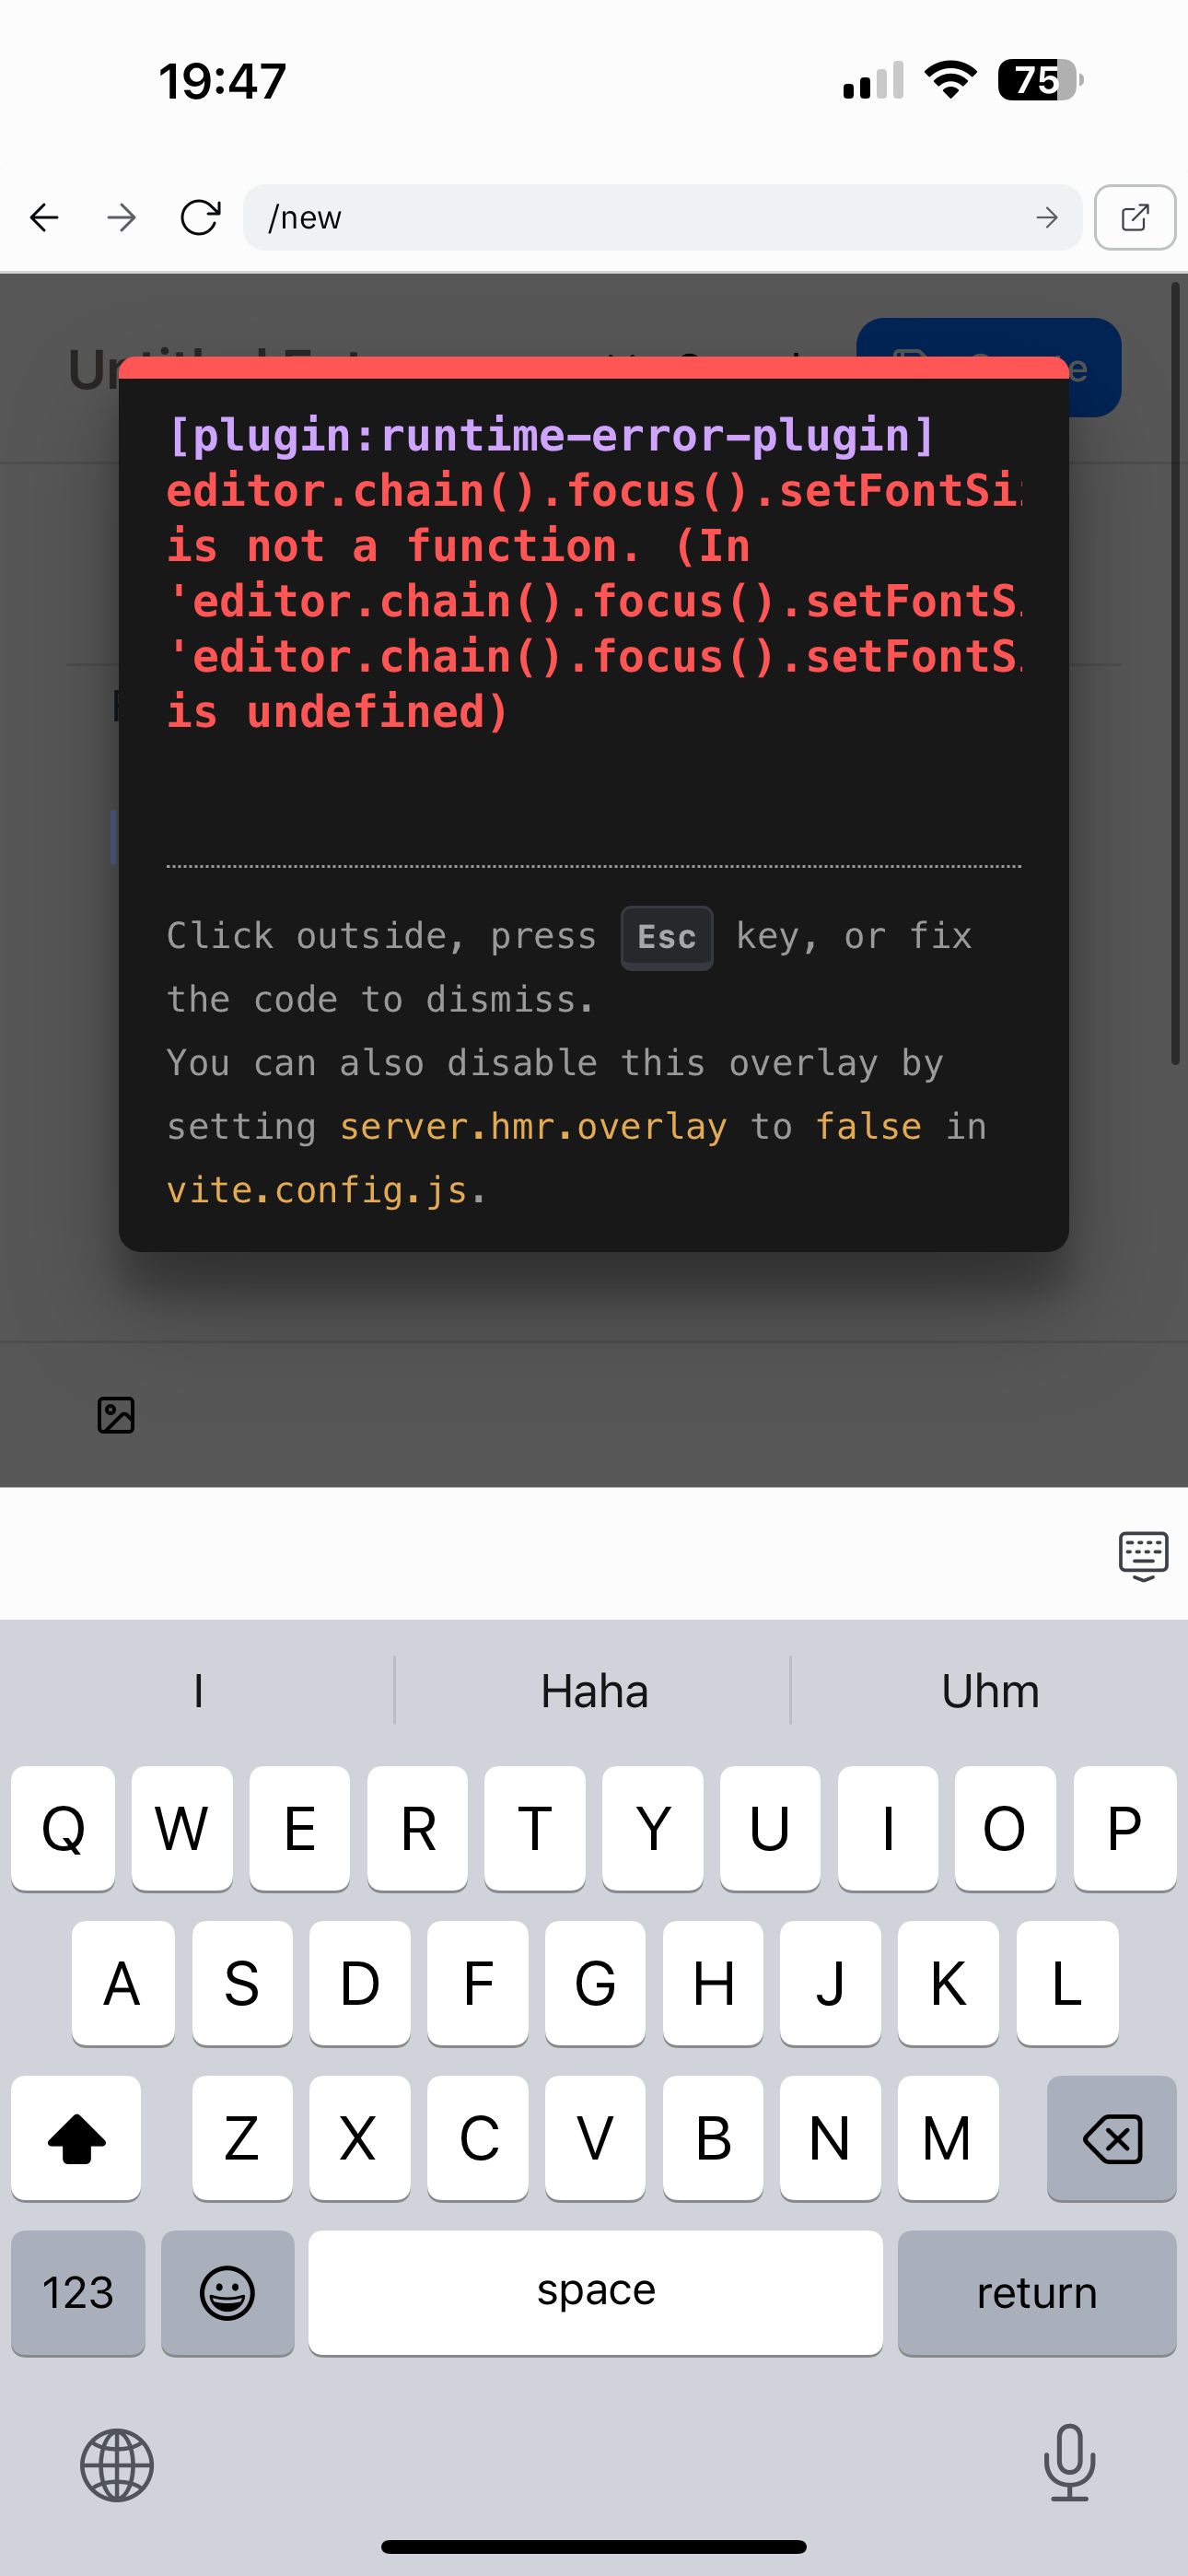 19:47
75
/new
[plugin:runtime-error-plugin]
editor.chain().focus().setFontSi
is not a function. (In
'editor.chain().focus().setFontS
'editor.chain().focus().setFontS
is undefined)
Click outside, press Esc key, or fix
the code to dismiss.
You can also disable this overlay by
setting server.hmr.overlay to false in
vite.config.js.
I
Haha
Uhm
Q W E R T Y U I O P
A S D F G H J K L
Z X C V B N M
123
space
return